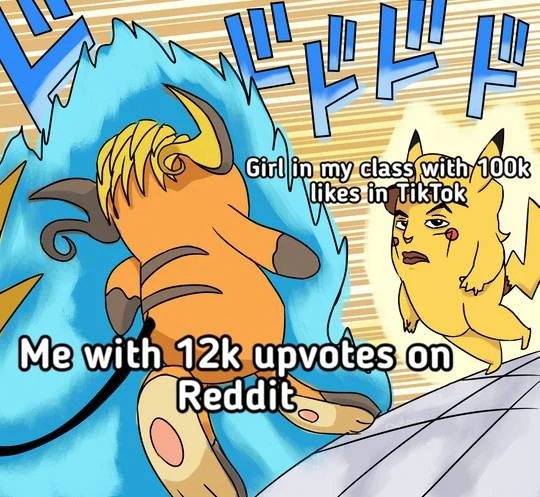 ド ド ド ド ド
Girl in my class with 100k
likes in TikTok
Me with 12k upvotes on
Reddit